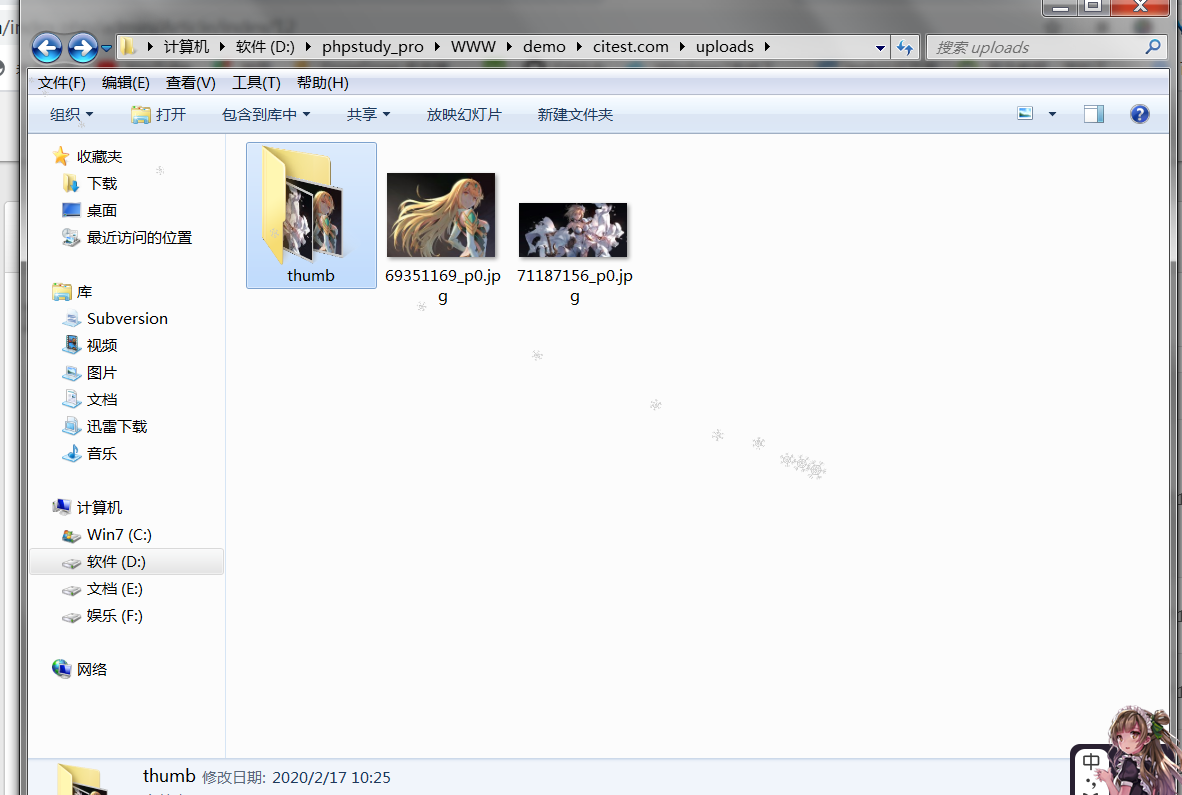 计算机 软件 (D:) phpstudy_pro WWW demo citest.com uploads
搜索 uploads
文件(F) 编辑(E) 查看(V) 工具(T) 帮助(H)
组织 打开 包含到库中 共享 放映幻灯片 新建文件夹
收藏夹
下载
桌面
最近访问的位置
库
Subversion
视频
图片
文档
迅雷下载
音乐
计算机
Win7 (C:)
软件 (D:)
文档 (E:)
娱乐 (F:)
网络
thumb
69351169_p0.jp
g
71187156_p0.jp
g
thumb 修改日期: 2020/2/17 10:25
中